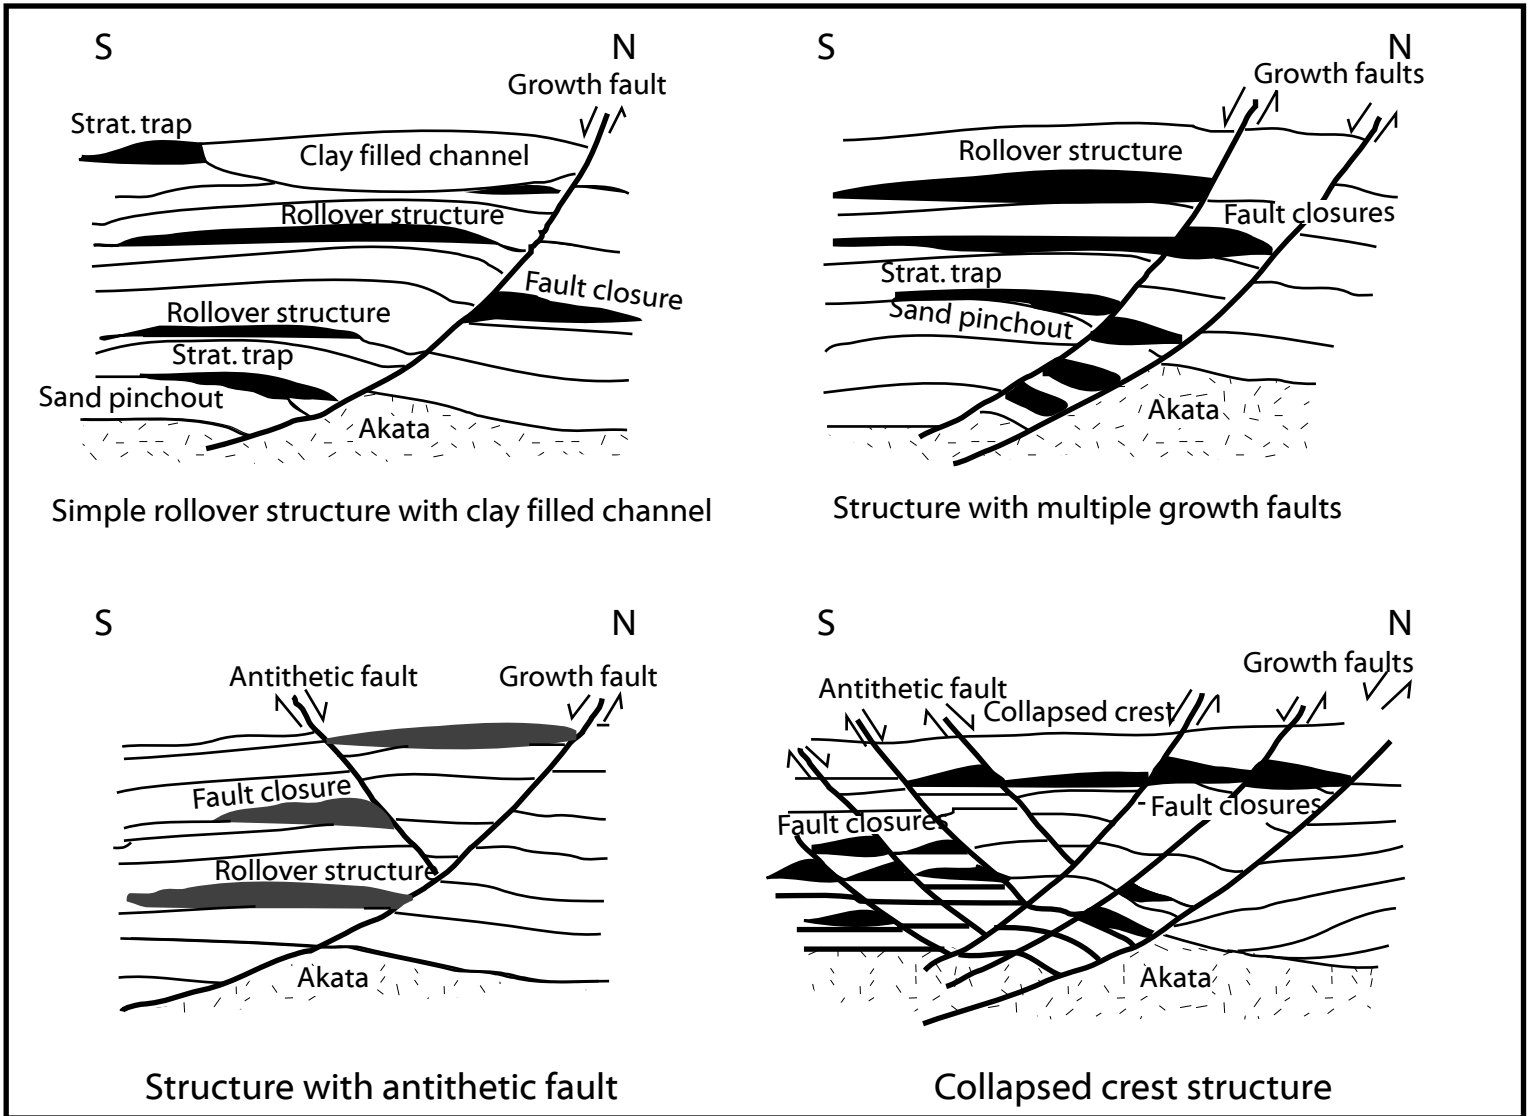 S N
Growth fault
Strat. trap
Clay filled channel
Rollover structure
Fault closure
Rollover structure
Strat. trap
Sand pinchout
Akata
Simple rollover structure with clay filled channel
S N
Growth faults
Rollover structure
Fault closures
Strat. trap
Sand pinchout
Akata
Structure with multiple growth faults
S N
Antithetic fault Growth fault
Fault closure
Rollover structure
Akata
Structure with antithetic fault
S N
Growth faults
Antithetic fault
Collapsed crest
Fault closures
Fault closures
Akata
Collapsed crest structure